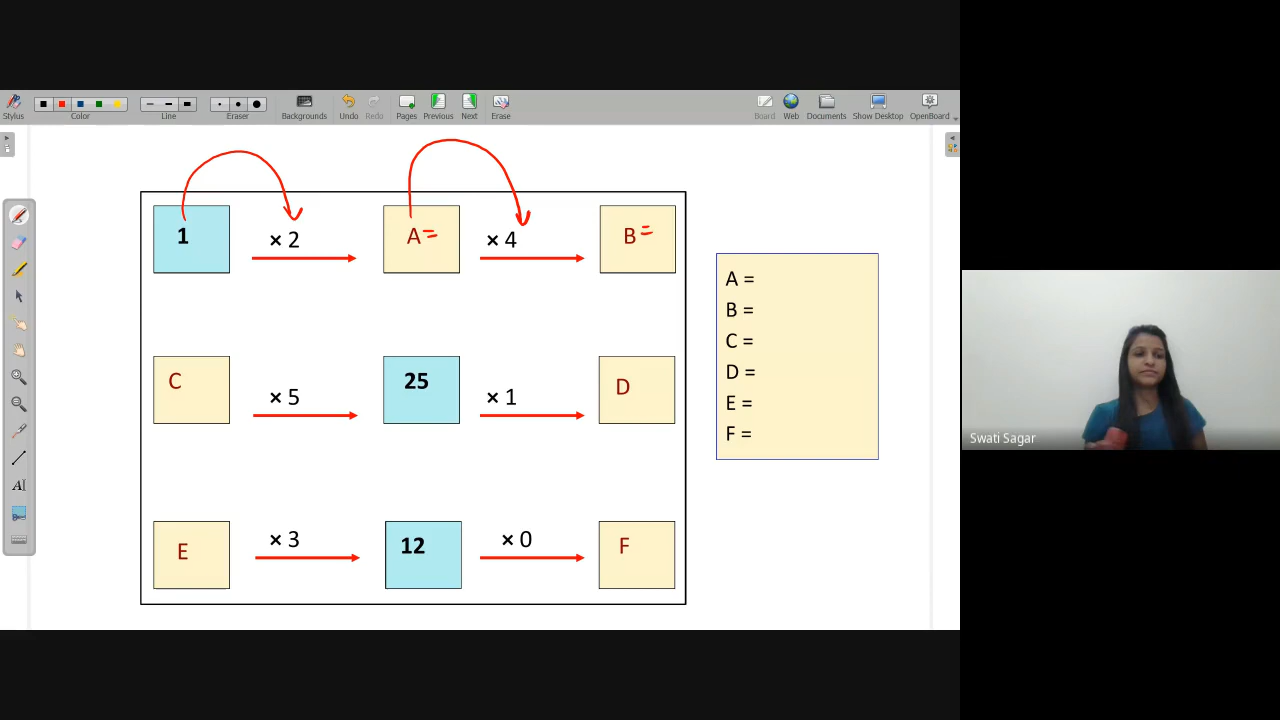 Stylus
Color
Line
Eraser
Backgrounds
Undo
Redo
Pages
Previous
Next
Erase
Board
Web
Documents
Show Desktop
OpenBoard
1
× 2
A =
× 4
B =
C
× 5
25
× 1
D
E
× 3
12
× 0
F
A =
B =
C =
D =
E =
F =
Swati Sagar